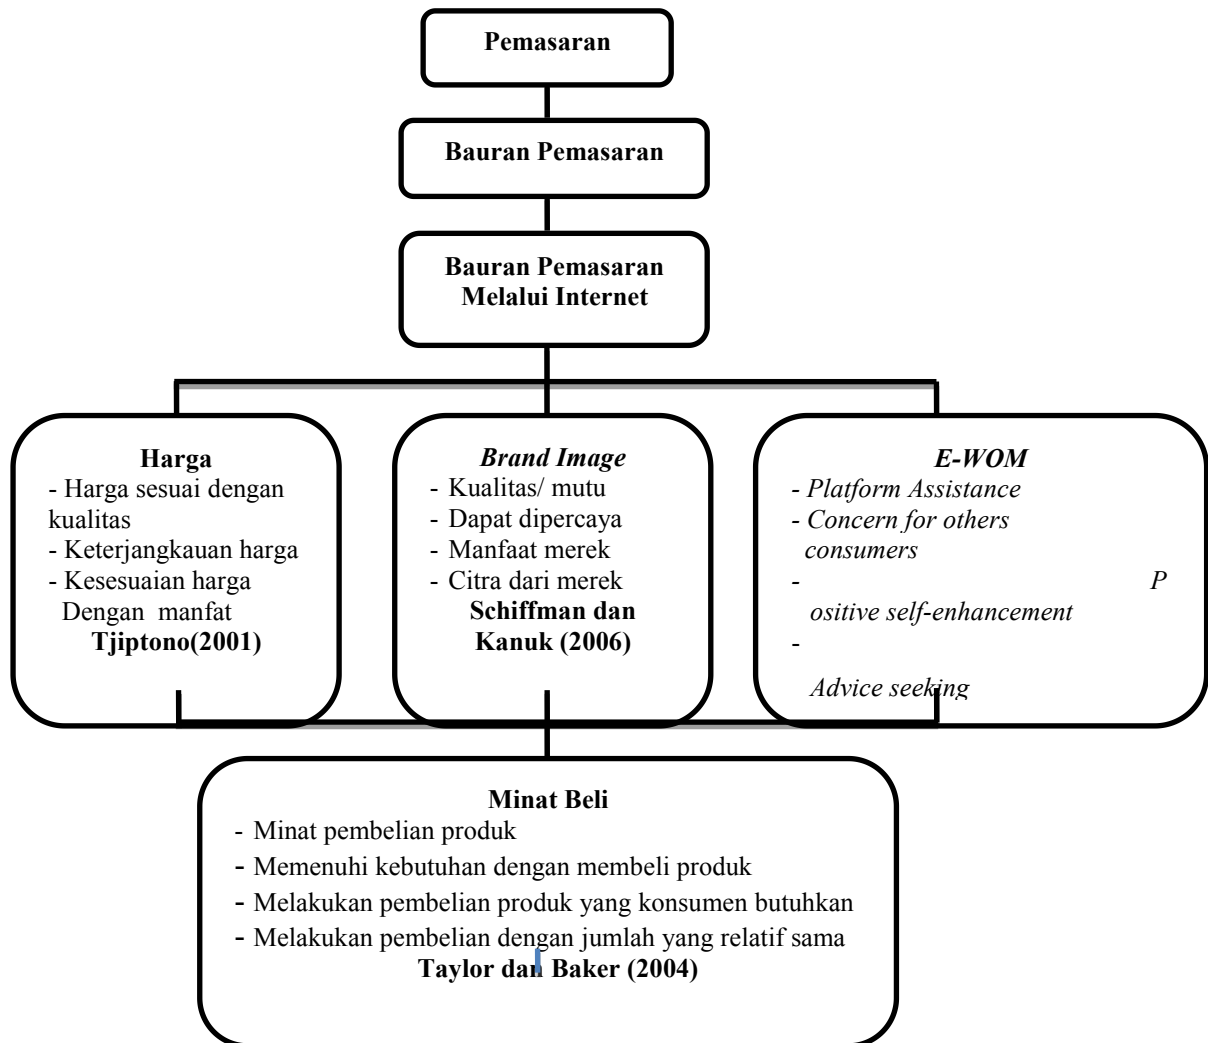 Pemasaran
Bauran Pemasaran
Bauran Pemasaran
Melalui Internet
Harga
- Harga sesuai dengan
kualitas
- Keterjangkauan harga
- Kesesuaian harga
Dengan manfat
Tjiptono(2001)
Brand Image
- Kualitas/ mutu
- Dapat dipercaya
- Manfaat merek
- Citra dari merek
Schiffman dan
Kanuk (2006)
E-WOM
- Platform Assistance
- Concern for others
consumers
- P
ositive self-enhancement
-
Advice seeking
Minat Beli
- Minat pembelian produk
- Memenuhi kebutuhan dengan membeli produk
- Melakukan pembelian produk yang konsumen butuhkan
- Melakukan pembelian dengan jumlah yang relatif sama
Taylor dan Baker (2004)